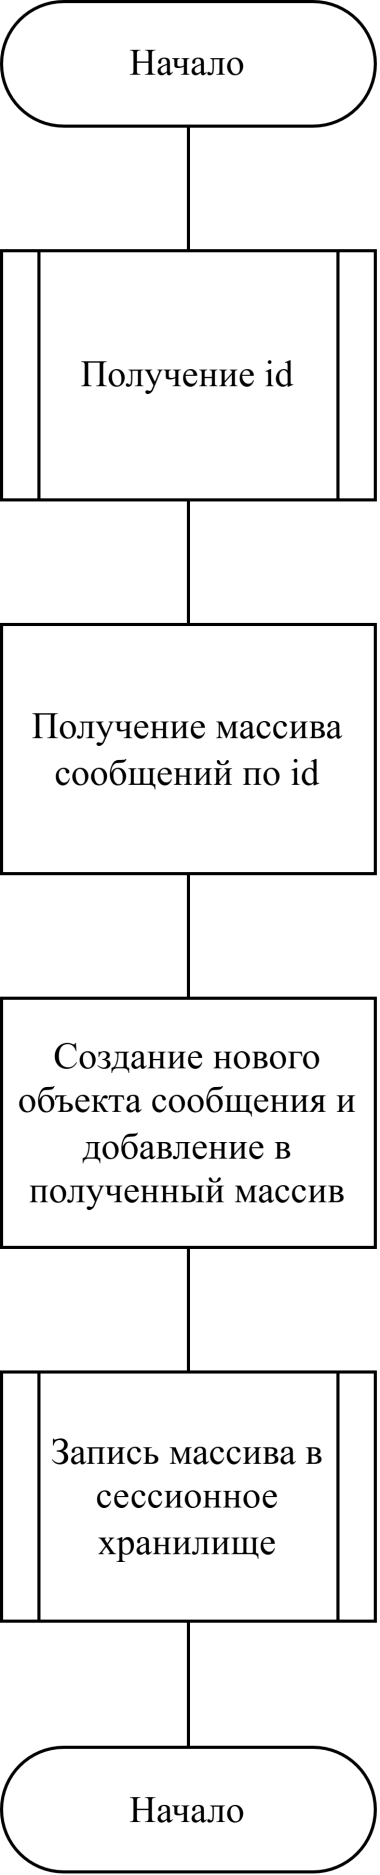 Начало
Получение id
Получение массива
сообщений по id
Создание нового
объекта сообщения и
добавление в
полученный массив
Запись массива в
сессионное
хранилище
Начало